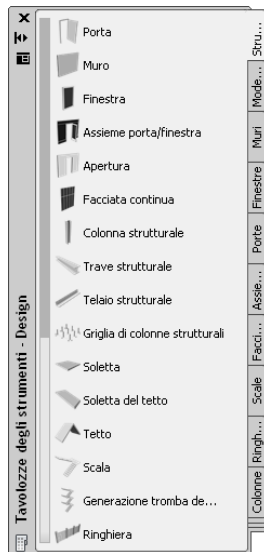 Porta
Muro
Finestra
Assieme porta/finestra
Apertura
Facciata continua
Colonna strutturale
Trave strutturale
Telaio strutturale
Griglia di colonne strutturali
Soletta
Soletta del tetto
Tetto
Scala
Generazione tromba de...
Ringhiera
Tavolozze degli strumenti - Design
Stru...
Mode...
Muri
Finestre
Porte
Assie...
Facci...
Scale
Ringh...
Colonne